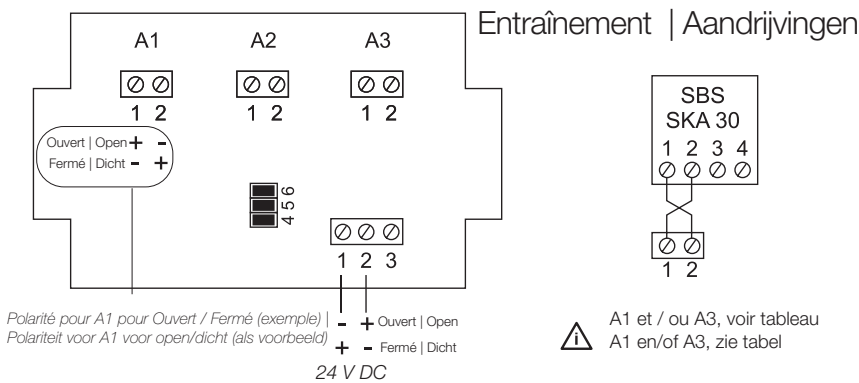 Entraînement | Aandrijvingen
A1 A2 A3
1 2 1 2 1 2
Ouvert | Open + -
Fermé | Dicht - +
4 5 6
1 2 3
Polarité pour A1 pour Ouvert / Fermé (exemple) |
Polariteit voor A1 voor open/dicht (als voorbeeld)
- + Ouvert | Open
+ - Fermé | Dicht
24 V DC
SBS
SKA 30
1 2 3 4
1 2
A1 et / ou A3, voir tableau
A1 en/of A3, zie tabel